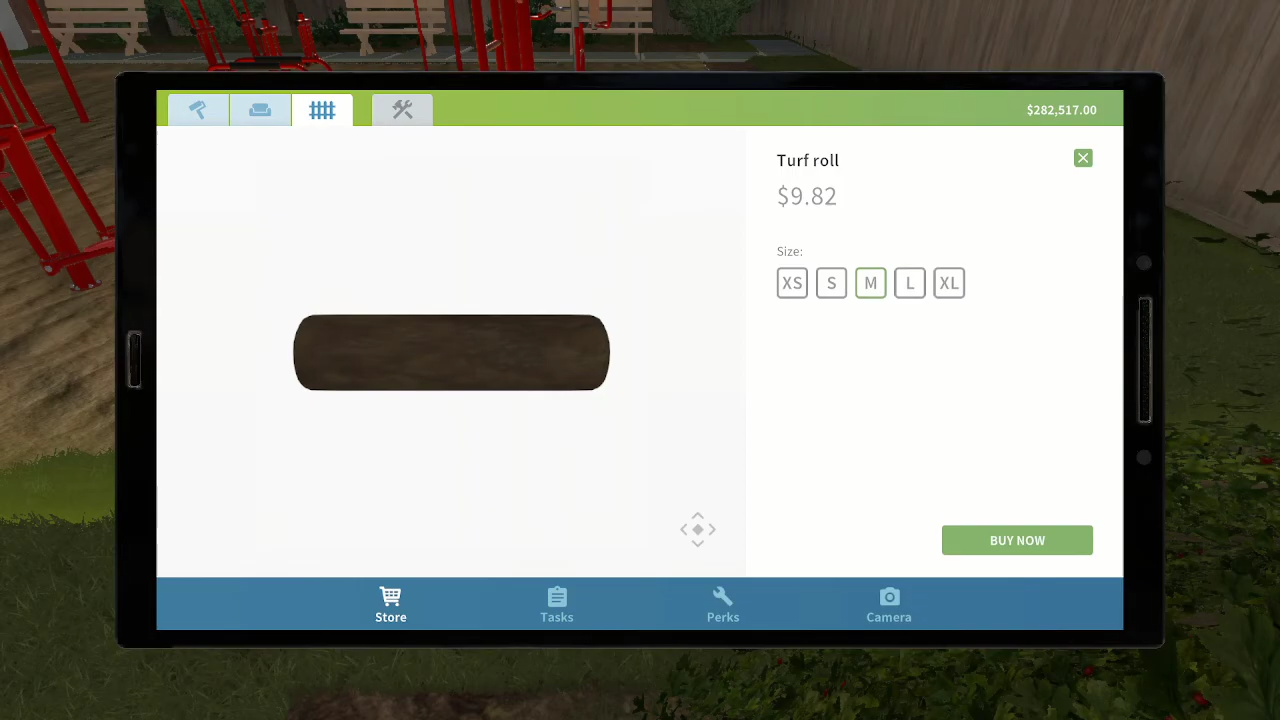 $282,517.00
Turf roll
$9.82
Size:
XS S M L XL
BUY NOW
Store Tasks Perks Camera